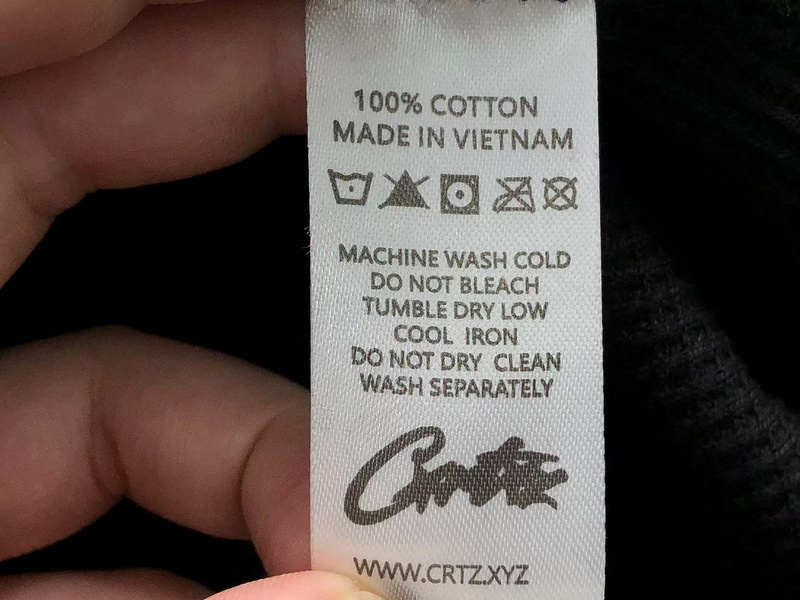 100% COTTON
MADE IN VIETNAM
MACHINE WASH COLD
DO NOT BLEACH
TUMBLE DRY LOW
COOL IRON
DO NOT DRY CLEAN
WASH SEPARATELY
Crtz
WWW.CRTZ.XYZ